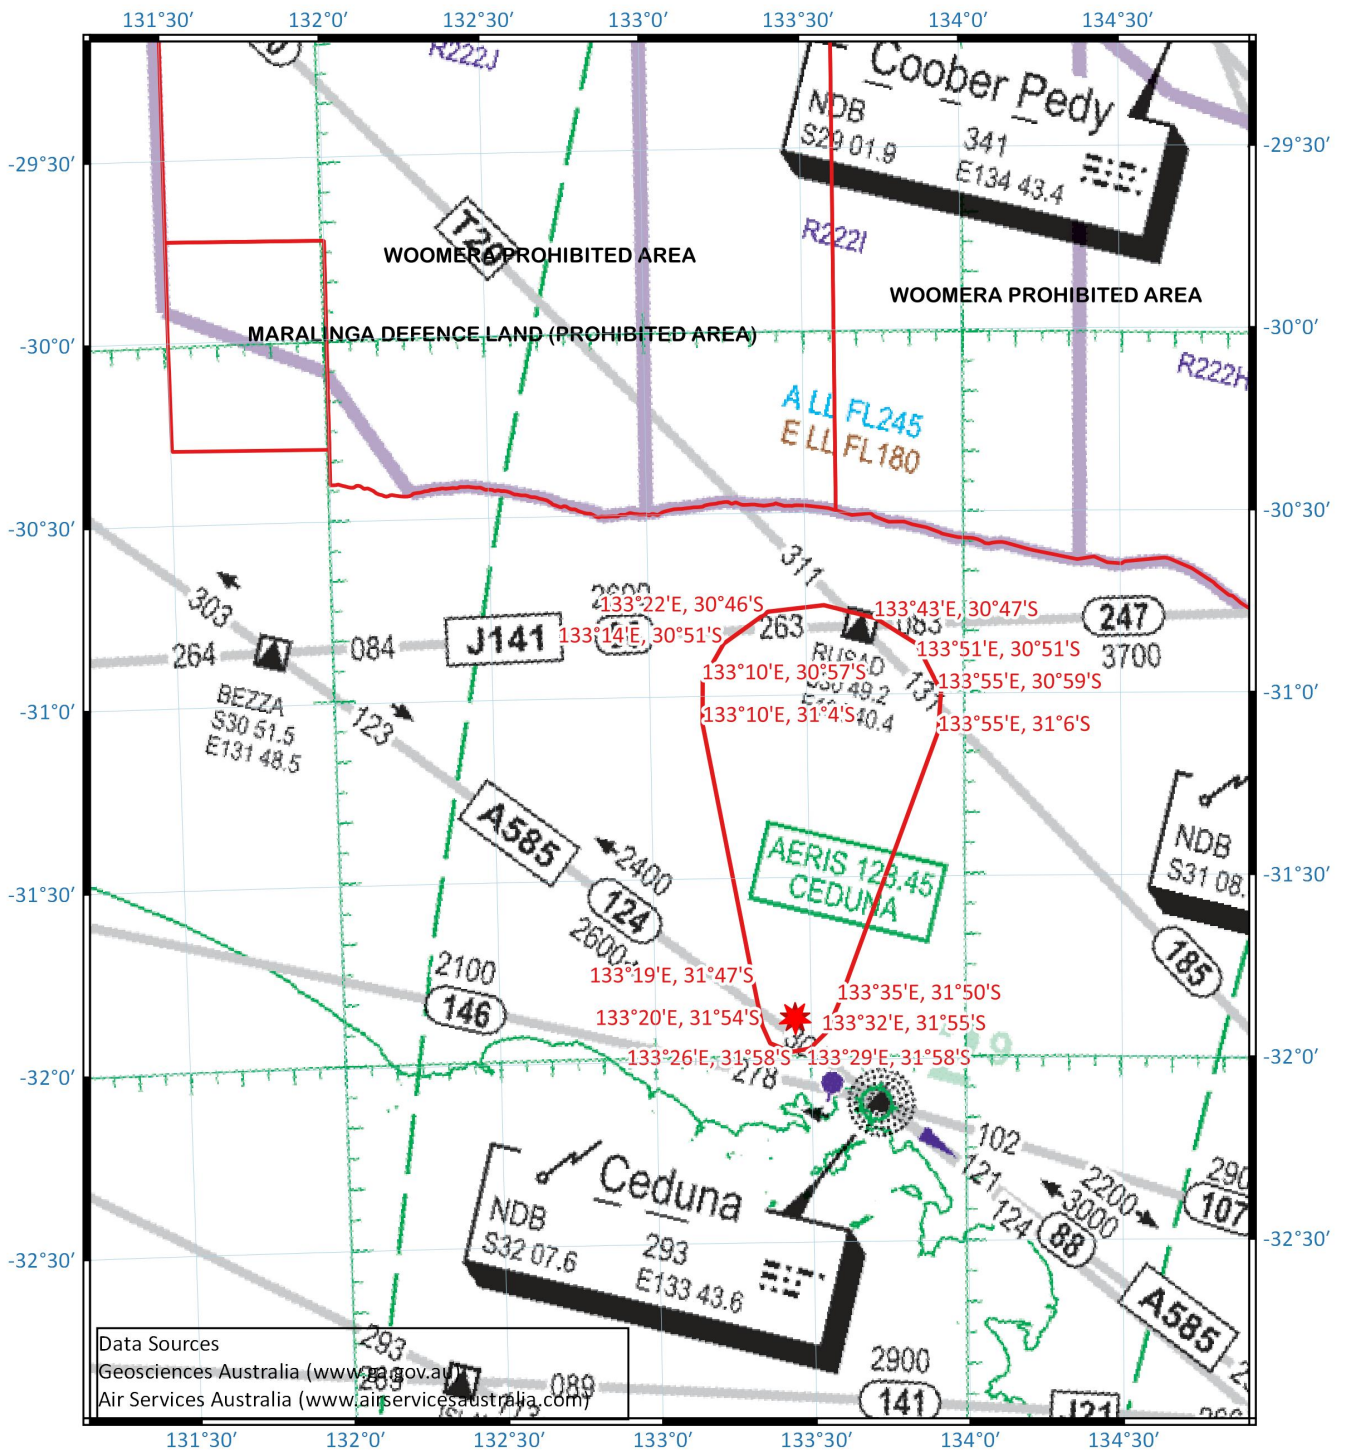 131°30′ 132°0′ 132°30′ 133°0′ 133°30′ 134°0′ 134°30′
R222J
Coober Pedy
NDB 341
S29 01.9 E134 43.4
-29°30′ -29°30′
T20
R222I
WOOMERA PROHIBITED AREA
WOOMERA PROHIBITED AREA
MARALINGA DEFENCE LAND (PROHIBITED AREA)
-30°0′ -30°0′
R222H
A LL FL245
E LL FL180
-30°30′ -30°30′
311
303
133°22'E, 30°46'S
133°43'E, 30°47'S
247
264
084
J141
133°14'E, 30°51'S
263
083
133°51'E, 30°51'S
3700
RUSAD
S30 49.2
133°10'E, 30°57'S
131
133°55'E, 30°59'S
BEZZA
S30 51.5
E131 48.5
123
133°10'E, 31°4'S
133°55'E, 31°6'S
-31°0′ -31°0′
A585
AERIS 123.45
CEDUNA
NDB
S31 08.
2400
124
2600
-31°30′ -31°30′
2100
146
185
133°19'E, 31°47'S
133°35'E, 31°50'S
133°20'E, 31°54'S
133°32'E, 31°55'S
133°26'E, 31°58'S
133°29'E, 31°58'S
278
-32°0′ -32°0′
102
121
124
2200
3000
88
290
107
Ceduna
NDB 293
S32 07.6 E133 43.6
-32°30′ -32°30′
A585
293
Data Sources
Geosciences Australia (www.ga.gov.au)
Air Services Australia (www.airservicesaustralia.com)
089
2900
141
J21
131°30′ 132°0′ 132°30′ 133°0′ 133°30′ 134°0′ 134°30′